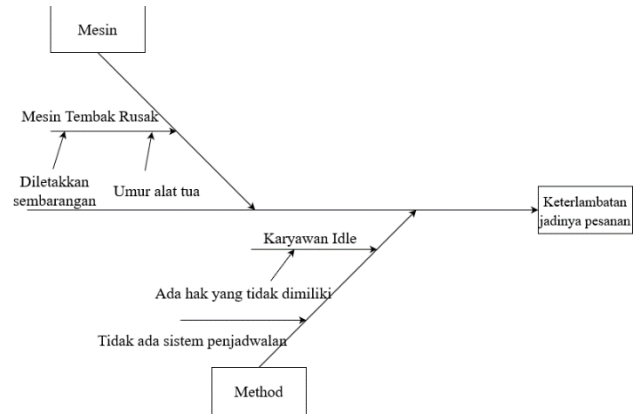 Mesin
Mesin Tembak Rusak
Diletakkan
sembarangan
Umur alat tua
Keterlambatan
jadinya pesanan
Karyawan Idle
Ada hak yang tidak dimiliki
Tidak ada sistem penjadwalan
Method